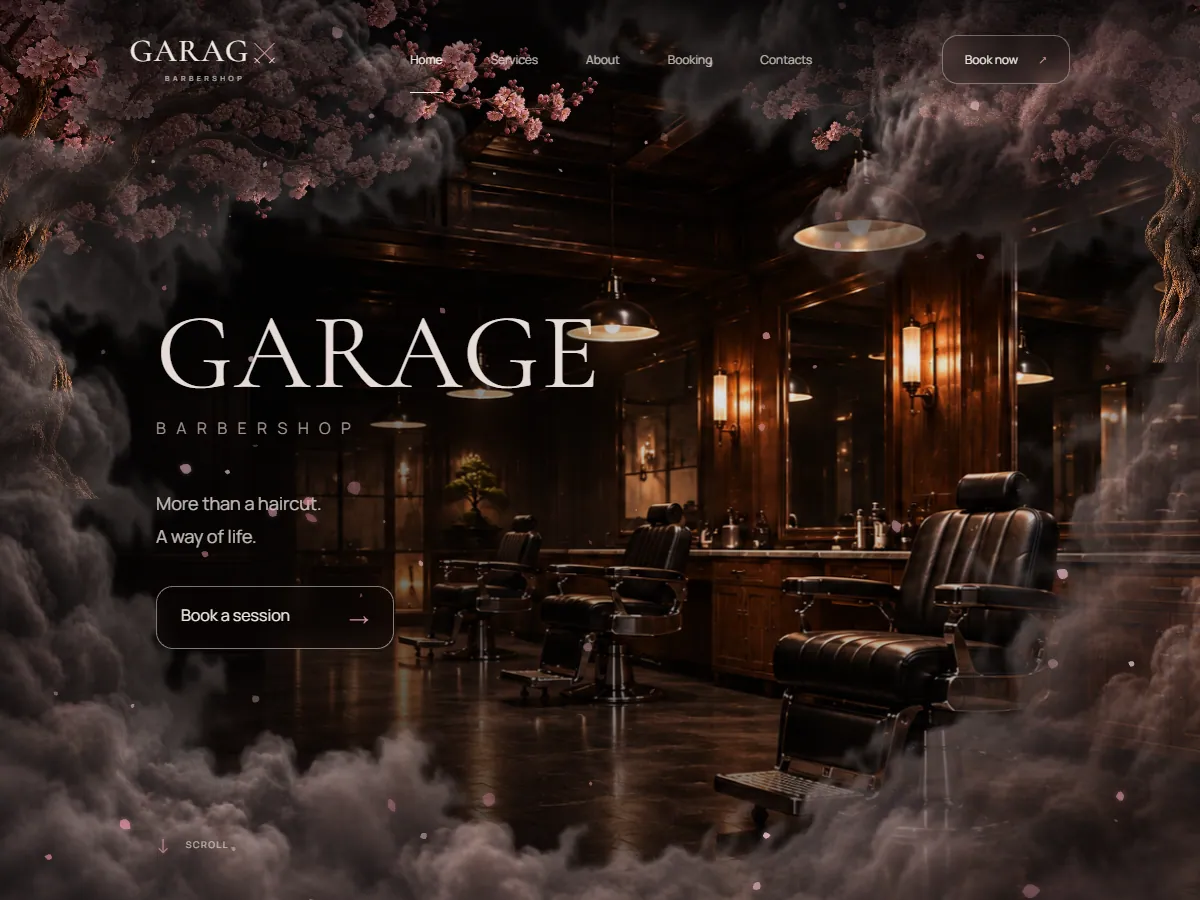 GARAG
BARBERSHOP
Home Services About Booking Contacts
Book now ↗
GARAGE
BARBERSHOP
More than a haircut.
A way of life.
Book a session →
↓ SCROLL